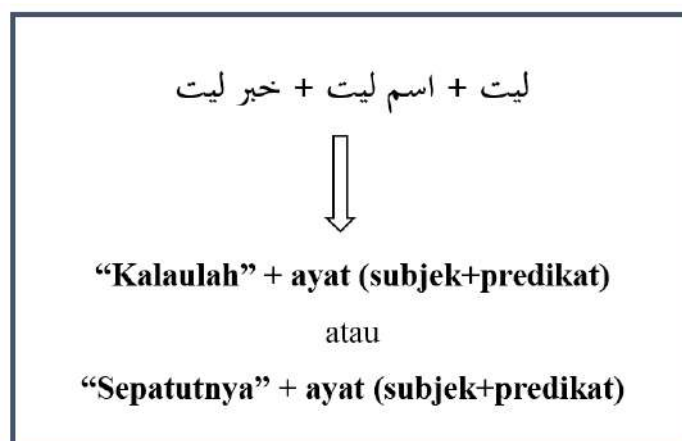 ليت + اسم ليت + خبر ليت
“Kalaulah” + ayat (subjek+predikat)
atau
“Sepatutnya” + ayat (subjek+predikat)